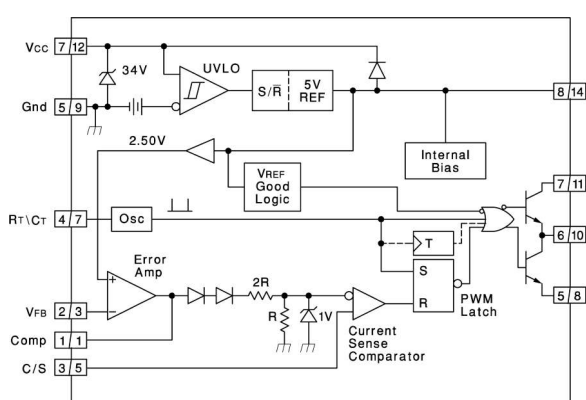 Vcc 7 12
34V
UVLO
S/R̅ 5V REF
8 14
Gnd 5 9
2.50V
Internal
Bias
VREF
Good
Logic
7 11
RT\CT 4 7
Osc
T
6 10
Error
Amp
2R
S
R
PWM
Latch
5 8
+
−
VFB 2 3
R
1V
Comp 1 1
Current
Sense
Comparator
C/S 3 5